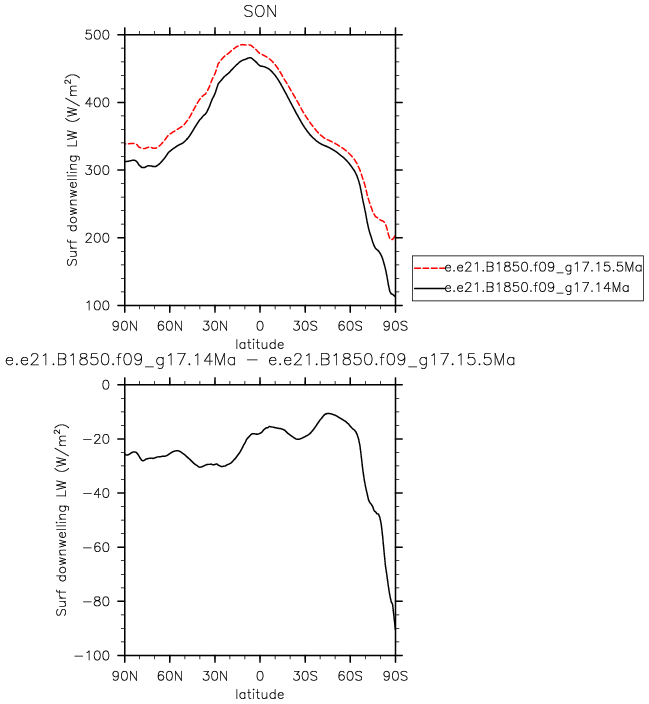 SON
500
400
300
200
100
Surf downwelling LW (W/m²)
90N 60N 30N 0 30S 60S 90S
latitude
e.e21.B1850.f09_g17.15.5Ma
e.e21.B1850.f09_g17.14Ma
e.e21.B1850.f09_g17.14Ma − e.e21.B1850.f09_g17.15.5Ma
0
−20
−40
−60
−80
−100
Surf downwelling LW (W/m²)
90N 60N 30N 0 30S 60S 90S
latitude